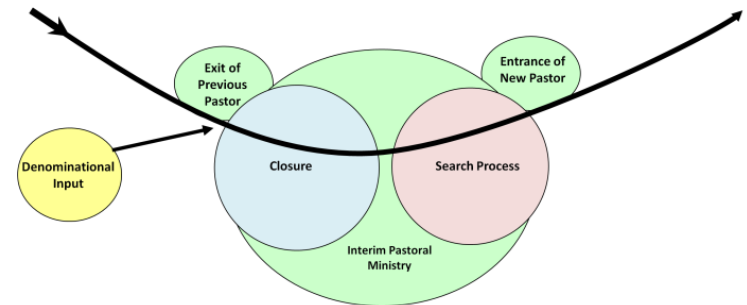 Exit of
Previous
Pastor
Entrance of
New Pastor
Denominational
Input
Closure
Search Process
Interim Pastoral
Ministry